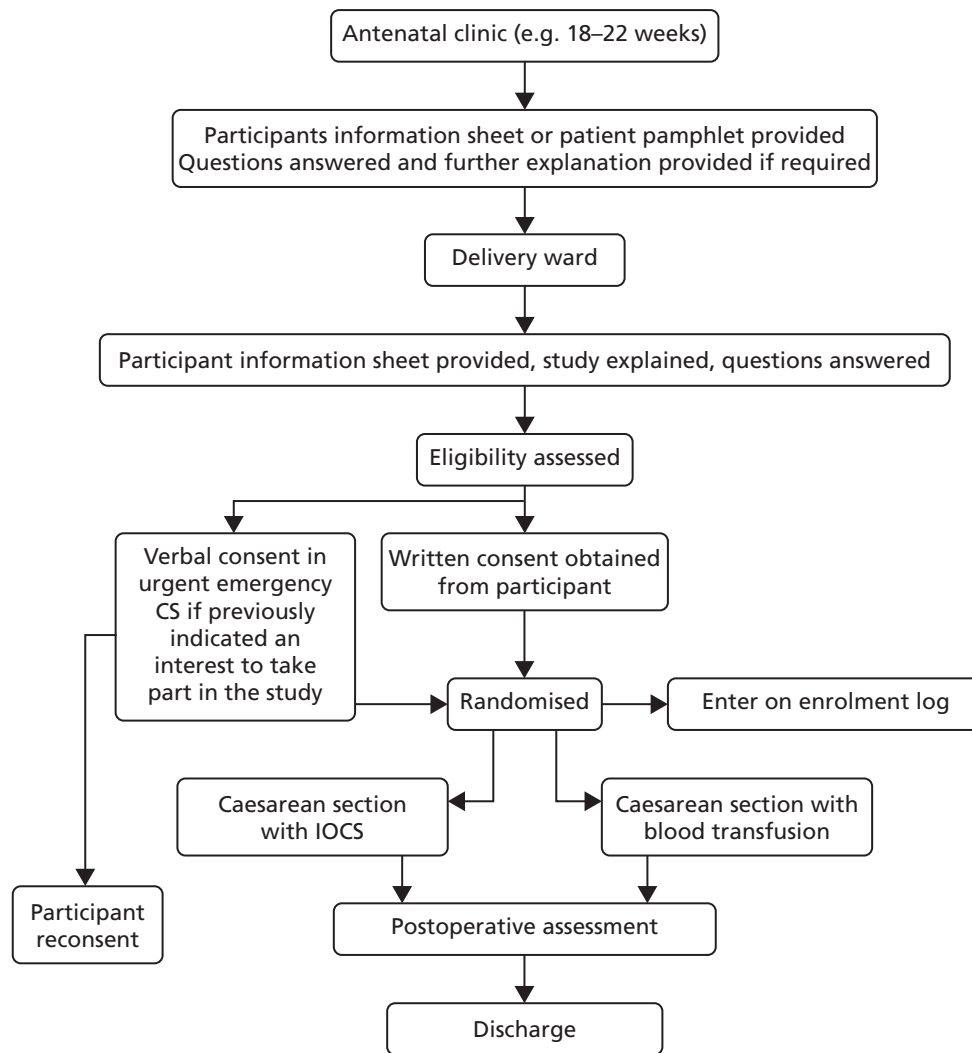 Antenatal clinic (e.g. 18–22 weeks)
Participants information sheet or patient pamphlet provided
Questions answered and further explanation provided if required
Delivery ward
Participant information sheet provided, study explained, questions answered
Eligibility assessed
Verbal consent in
urgent emergency
CS if previously
indicated an
interest to take
part in the study
Written consent obtained
from participant
Randomised
Enter on enrolment log
Caesarean section
with IOCS
Caesarean section with
blood transfusion
Participant
reconsent
Postoperative assessment
Discharge